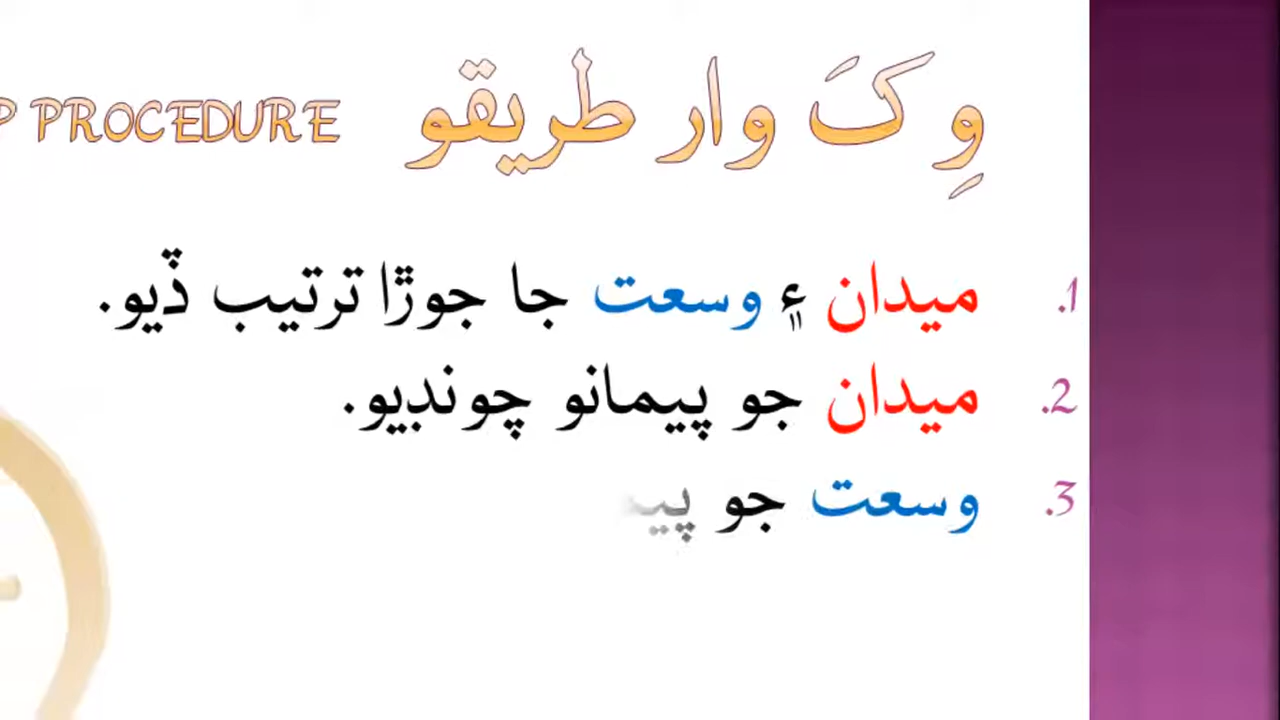 وِکَ وار طريقو P PROCEDURE
1. ميدان ۽ وسعت جا جوڙا ترتيب ڏيو.
2. ميدان جو پيمانو چونڊيو.
3. وسعت جو